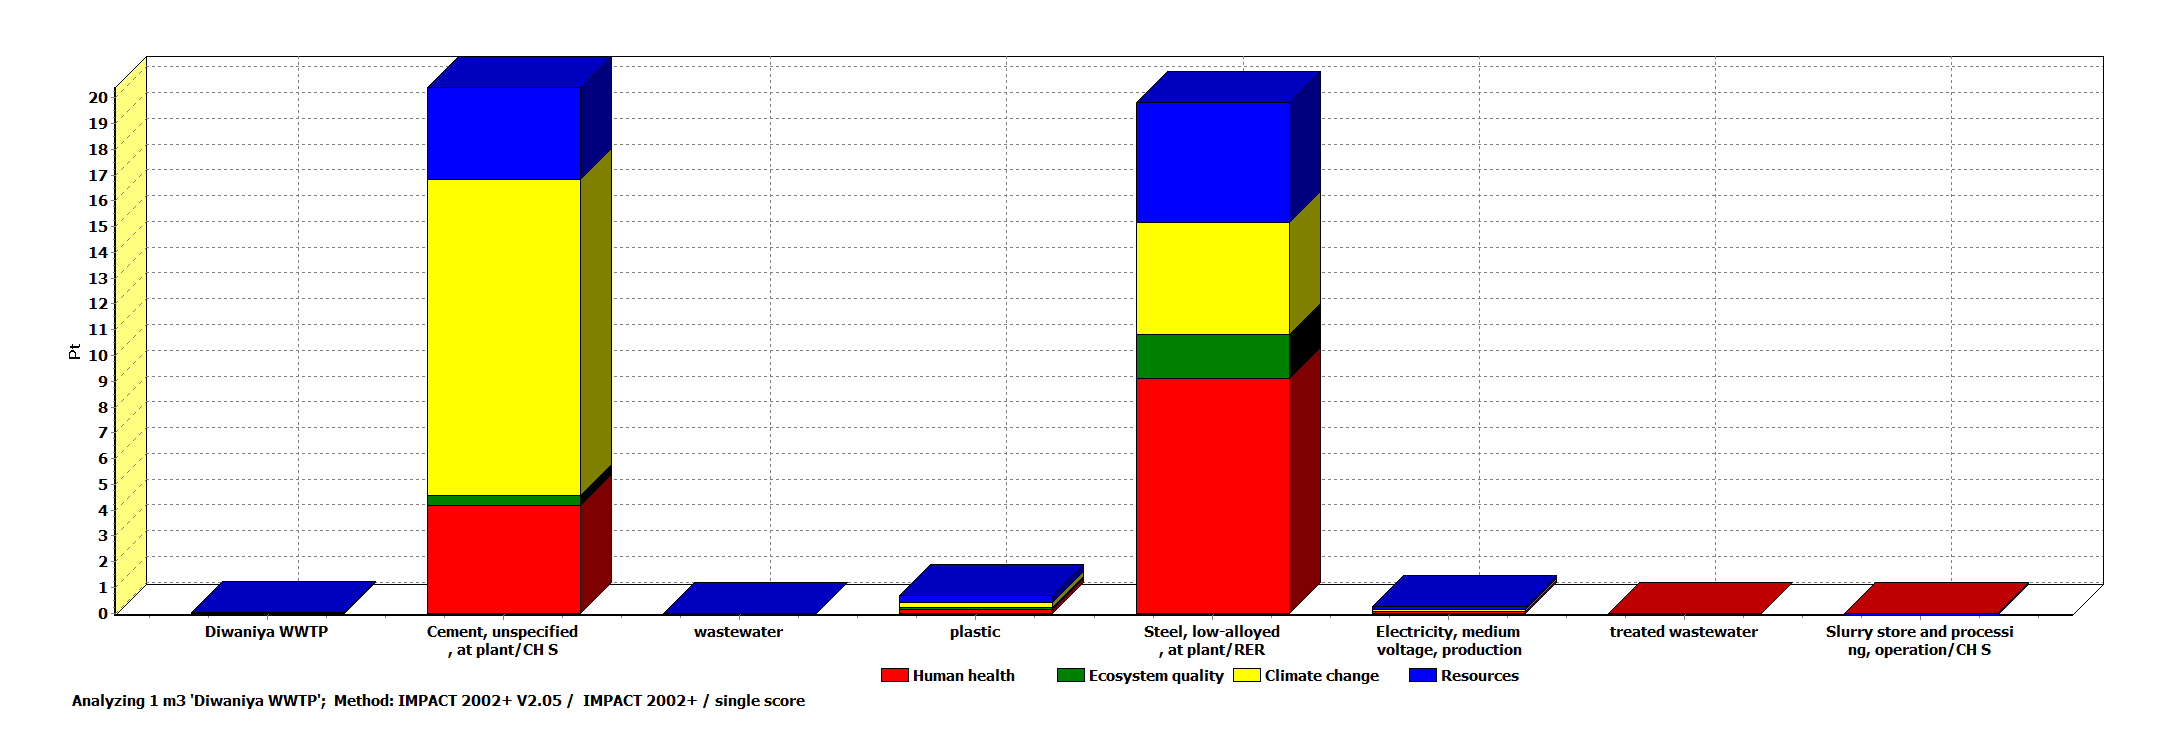 20
19
18
17
16
15
14
13
12
11
10
9
8
7
6
5
4
3
2
1
0
Pt
Diwaniya WWTP
Cement, unspecified
, at plant/CH S
wastewater
plastic
Steel, low-alloyed
, at plant/RER
Electricity, medium
voltage, production
treated wastewater
Slurry store and processi
ng, operation/CH S
Human health
Ecosystem quality
Climate change
Resources
Analyzing 1 m3 'Diwaniya WWTP';  Method: IMPACT 2002+ V2.05 /  IMPACT 2002+ / single score